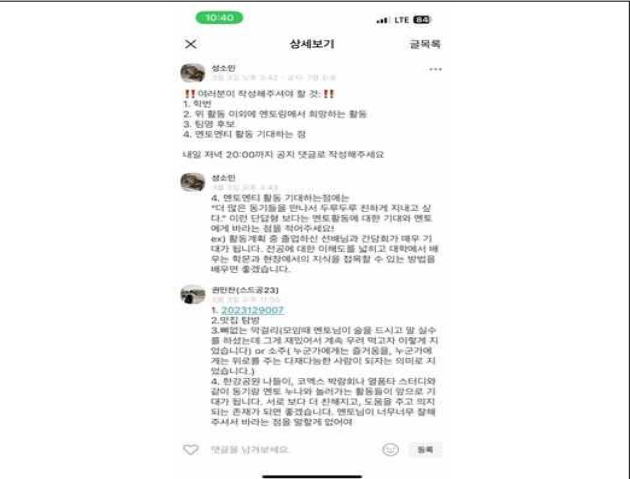 10:40
LTE 84
상세보기
글목록
성소민
‼여러분이 작성해주셔야 할 것: ‼
1. 학번
2. 위 활동 이외에 멘토링에서 희망하는 활동
3. 팀명 후보
4. 멘토멘티 활동 기대하는 점
내일 저녁 20:00까지 공지 댓글로 작성해주세요
성소민
4. 멘토멘티 활동 기대하는점에는
"더 많은 동기들을 만나서 두루두루 친하게 지내고 싶
다." 이런 단답형 보다는 멘토활동에 대한 기대와 멘토
에게 바라는 점을 적어주세요!
ex) 활동계획 중 졸업하신 선배님과 간담회가 매우 기
대가 됩니다. 전공에 대한 이해도를 넓히고 대학에서 배
우는 학문과 현장에서의 지식을 접목할 수 있는 방법을
배우면 좋겠습니다.
권민찬(스드공23)
1. 2023129007
2.맛집 탐방
3.뼈없는 막걸리(모임때 멘토님이 술을 드시고 말 실수
를 하셨는데 그게 재밌어서 계속 우려 먹고자 이렇게 지
었습니다) or 소주( 누군가에게는 즐거움을, 누군가에
게는 위로를 주는 다재다능한 사람이 되자는 의미로 지
었습니다.)
4. 한강공원 나들이, 코엑스 박람회나 열품타 스터디와
같이 동기랑 멘토 누나와 놀러가는 활동들이 앞으로 기
대가 됩니다. 서로 보다 더 친해지고, 도움을 주고 의지
되는 존재가 되면 좋겠습니다. 멘토님이 너무너무 잘해
주셔서 바라는 점을 말할게 없어여
댓글을 남겨보세요.
등록